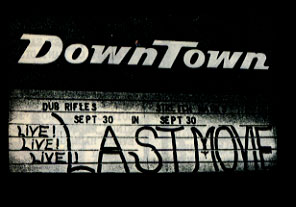 DOWNTOWN
DUB RIFLES
SEPT 30 IN SEPT 30
LIVE!
LIVE!
LIVE!
LAST MOVIE